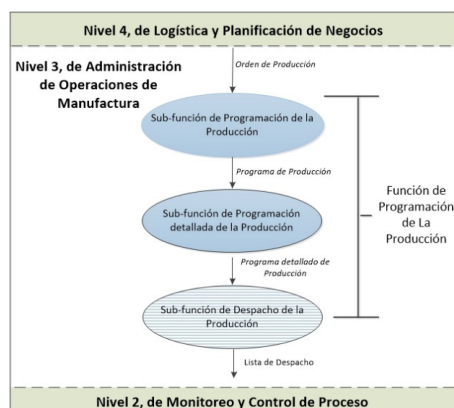 Nivel 4, de Logística y Planificación de Negocios
Nivel 3, de Administración
de Operaciones de
Manufactura
Orden de Producción
Sub-función de Programación de la
Producción
Programa de Producción
Sub-función de Programación
detallada de la Producción
Programa detallado de
Producción
Sub-función de Despacho de la
Producción
Lista de Despacho
Función de
Programación
de La
Producción
Nivel 2, de Monitoreo y Control de Proceso